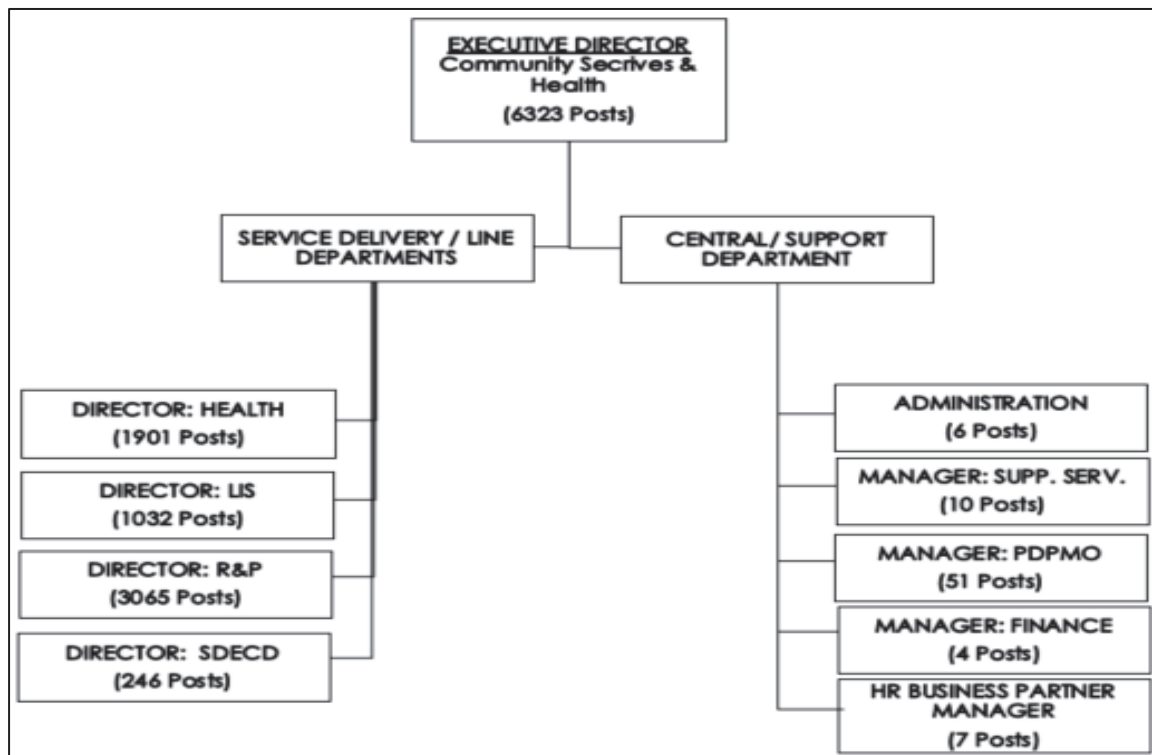 EXECUTIVE DIRECTOR
Community Secrives &
Health
(6323 Posts)
SERVICE DELIVERY / LINE
DEPARTMENTS
CENTRAL/ SUPPORT
DEPARTMENT
DIRECTOR: HEALTH
(1901 Posts)
DIRECTOR: LIS
(1032 Posts)
DIRECTOR: R&P
(3065 Posts)
DIRECTOR: SDECD
(246 Posts)
ADMINISTRATION
(6 Posts)
MANAGER: SUPP. SERV.
(10 Posts)
MANAGER: PDPMO
(51 Posts)
MANAGER: FINANCE
(4 Posts)
HR BUSINESS PARTNER
MANAGER
(7 Posts)